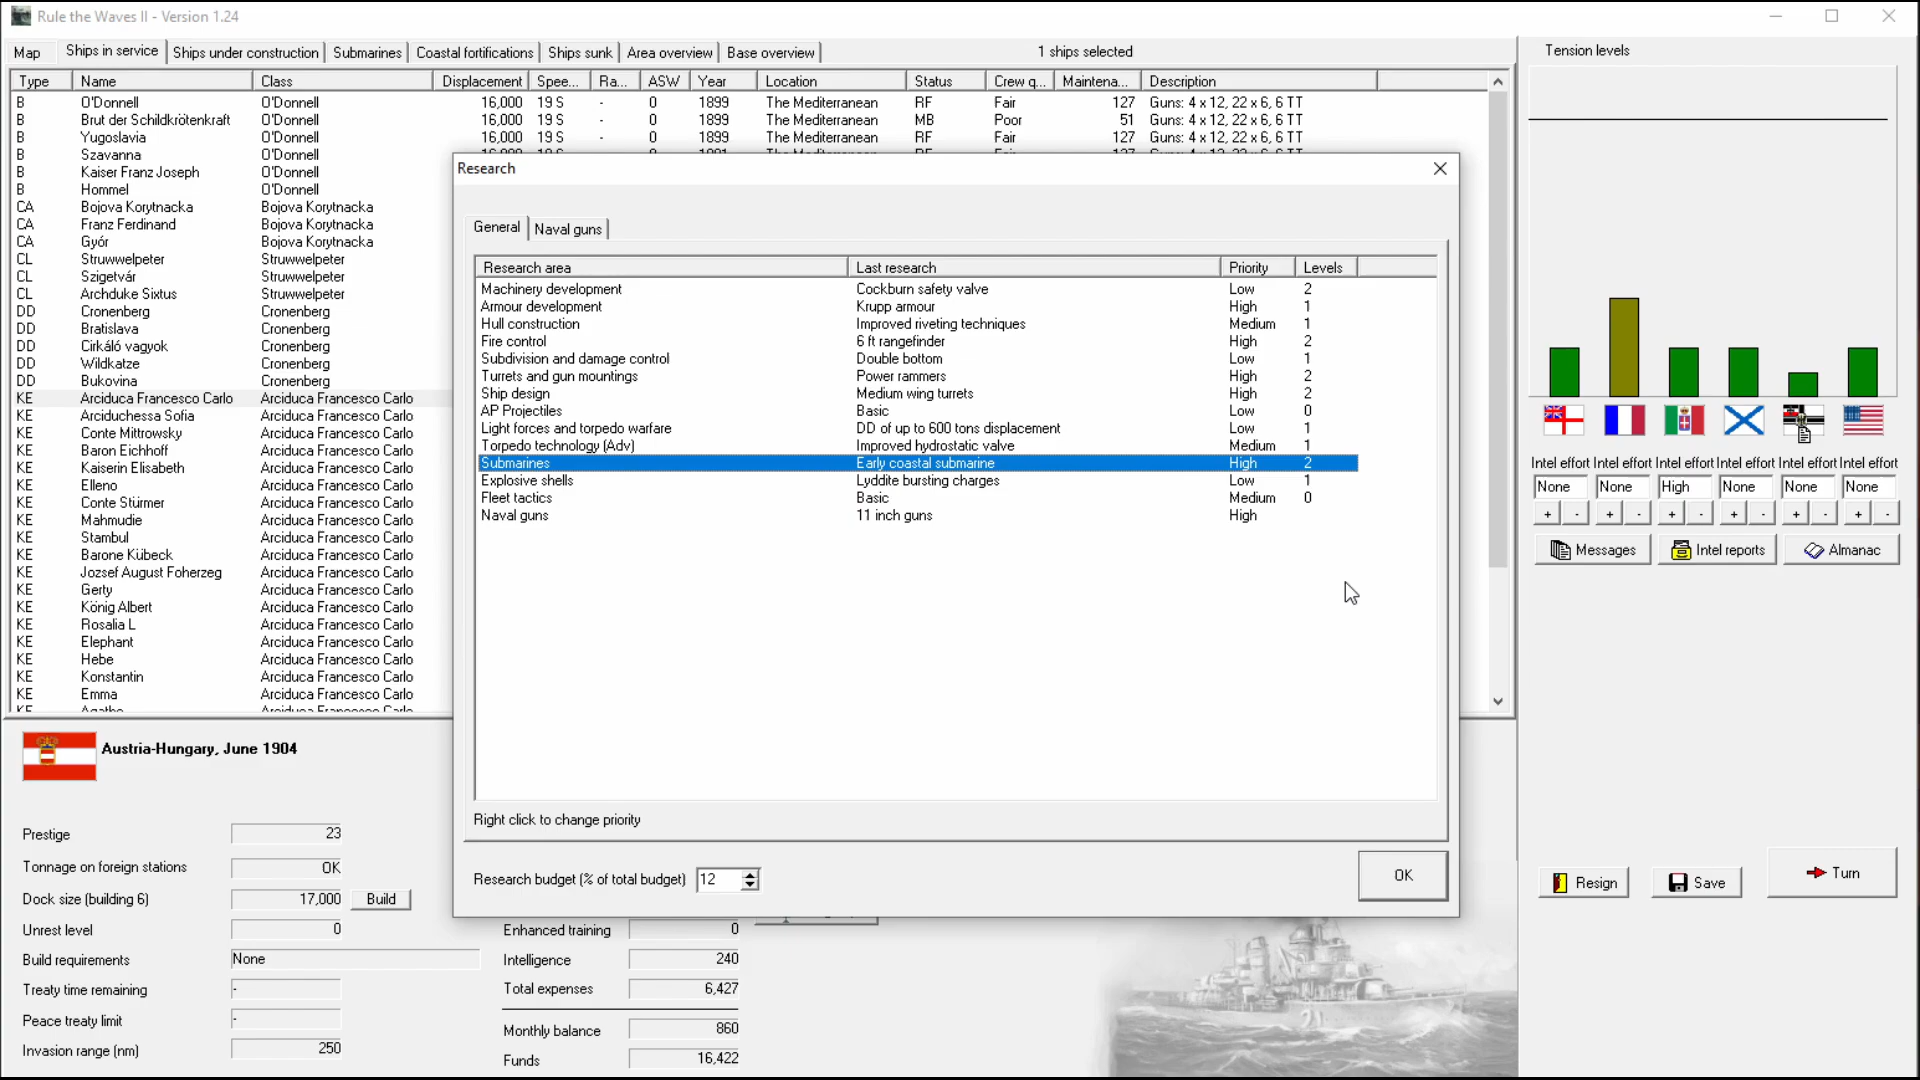 Rule the Waves II - Version 1.24
Map Ships in service Ships under construction Submarines Coastal fortifications Ships sunk Area overview Base overview 1 ships selected
Type Name Class Displacement Spee... Ra... ASW Year Location Status Crew q... Maintena... Description
B O'Donnell O'Donnell 16,000 19 S - 0 1899 The Mediterranean RF Fair 127 Guns: 4 x 12, 22 x 6, 6 TT
B Brut der Schildkrötenkraft O'Donnell 16,000 19 S - 0 1899 The Mediterranean MB Poor 51 Guns: 4 x 12, 22 x 6, 6 TT
B Yugoslavia O'Donnell 16,000 19 S - 0 1899 The Mediterranean RF Fair 127 Guns: 4 x 12, 22 x 6, 6 TT
B Szavanna O'Donnell
B Kaiser Franz Joseph O'Donnell
B Hommel O'Donnell
CA Bojova Korytnacka Bojova Korytnacka
CA Franz Ferdinand Bojova Korytnacka
CA Györ Bojova Korytnacka
CL Struwwelpeter Struwwelpeter
CL Szigetvár Struwwelpeter
CL Archduke Sixtus Struwwelpeter
DD Cronenberg Cronenberg
DD Bratislava Cronenberg
DD Cirkáló vagyok Cronenberg
DD Wildkatze Cronenberg
DD Bukovina Cronenberg
KE Arciduca Francesco Carlo Arciduca Francesco Carlo
KE Arciduchessa Sofia Arciduca Francesco Carlo
KE Conte Mittrowsky Arciduca Francesco Carlo
KE Baron Eichhoff Arciduca Francesco Carlo
KE Kaiserin Elisabeth Arciduca Francesco Carlo
KE Elleno Arciduca Francesco Carlo
KE Conte Stürmer Arciduca Francesco Carlo
KE Mahmudie Arciduca Francesco Carlo
KE Stambul Arciduca Francesco Carlo
KE Barone Kübeck Arciduca Francesco Carlo
KE Jozsef August Foherzeg Arciduca Francesco Carlo
KE Gerty Arciduca Francesco Carlo
KE König Albert Arciduca Francesco Carlo
KE Rosalia L Arciduca Francesco Carlo
KE Elephant Arciduca Francesco Carlo
KE Hebe Arciduca Francesco Carlo
KE Konstantin Arciduca Francesco Carlo
KE Emma Arciduca Francesco Carlo
Research
General Naval guns
Research area Last research Priority Levels
Machinery development Cockburn safety valve Low 2
Armour development Krupp armour High 1
Hull construction Improved riveting techniques Medium 1
Fire control 6 ft rangefinder High 2
Subdivision and damage control Double bottom Low 1
Turrets and gun mountings Power rammers High 2
Ship design Medium wing turrets High 2
AP Projectiles Basic Low 0
Light forces and torpedo warfare DD of up to 600 tons displacement Low 1
Torpedo technology (Adv) Improved hydrostatic valve Medium 1
Submarines Early coastal submarine High 2
Explosive shells Lyddite bursting charges Low 1
Fleet tactics Basic Medium 0
Naval guns 11 inch guns High
Right click to change priority
Research budget (% of total budget) 12
OK
Tension levels
Intel effort Intel effort Intel effort Intel effort Intel effort Intel effort
None None High None None None
+ - + - + - + - + - + -
Messages Intel reports Almanac
Resign Save Turn
Austria-Hungary, June 1904
Prestige 23
Tonnage on foreign stations OK
Dock size (building 6) 17,000 Build
Unrest level 0
Build requirements None
Treaty time remaining -
Peace treaty limit -
Invasion range (nm) 250
Enhanced training 0
Intelligence 240
Total expenses 6,427
Monthly balance 860
Funds 16,422